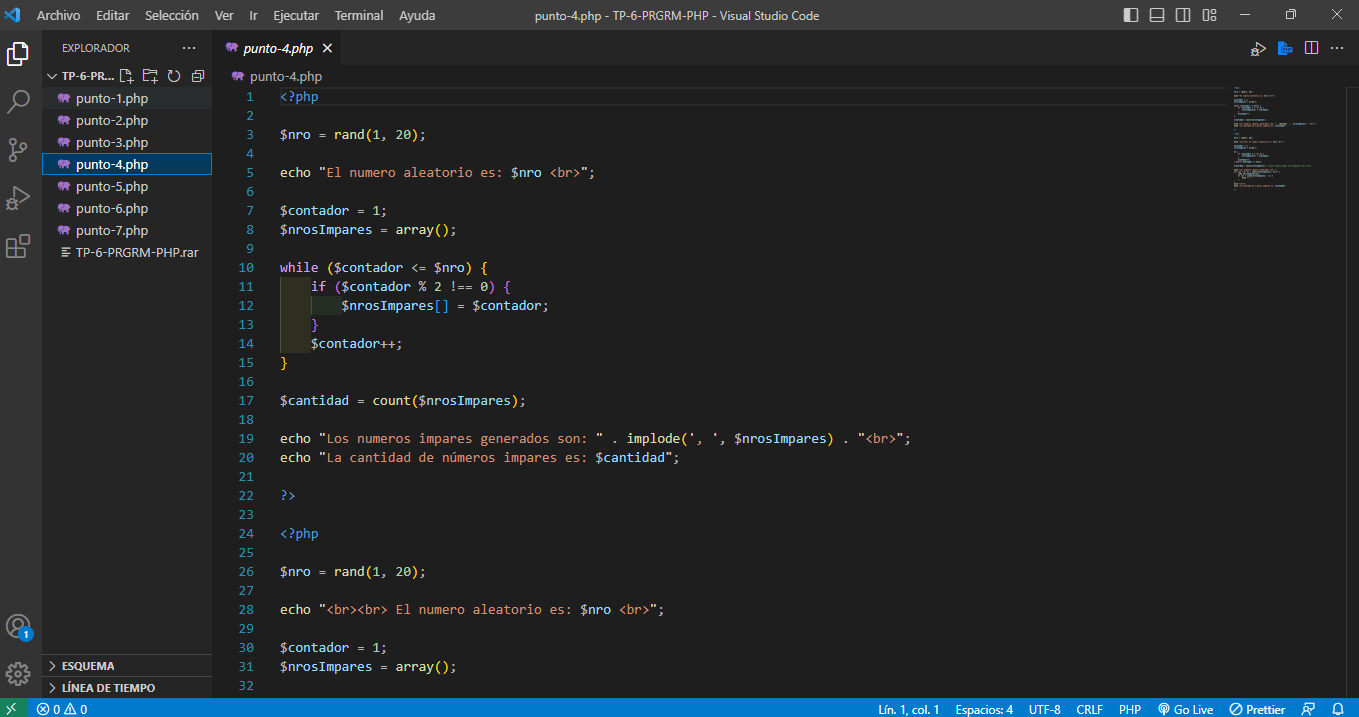 Archivo Editar Selección Ver Ir Ejecutar Terminal Ayuda punto-4.php - TP-6-PRGRM-PHP - Visual Studio Code
EXPLORADOR
TP-6-PR...
punto-1.php
punto-2.php
punto-3.php
punto-4.php
punto-5.php
punto-6.php
punto-7.php
TP-6-PRGRM-PHP.rar
ESQUEMA
LÍNEA DE TIEMPO
1
punto-4.php
punto-4.php
1 <?php
2
3 $nro = rand(1, 20);
4
5 echo "El numero aleatorio es: $nro <br>";
6
7 $contador = 1;
8 $nrosImpares = array();
9
10 while ($contador <= $nro) {
11     if ($contador % 2 !== 0) {
12         $nrosImpares[] = $contador;
13     }
14     $contador++;
15 }
16
17 $cantidad = count($nrosImpares);
18
19 echo "Los numeros impares generados son: " . implode(', ', $nrosImpares) . "<br>";
20 echo "La cantidad de números impares es: $cantidad";
21
22 ?>
23
24 <?php
25
26 $nro = rand(1, 20);
27
28 echo "<br><br> El numero aleatorio es: $nro <br>";
29
30 $contador = 1;
31 $nrosImpares = array();
32
0 0 Lín. 1, col. 1 Espacios: 4 UTF-8 CRLF PHP Go Live Prettier